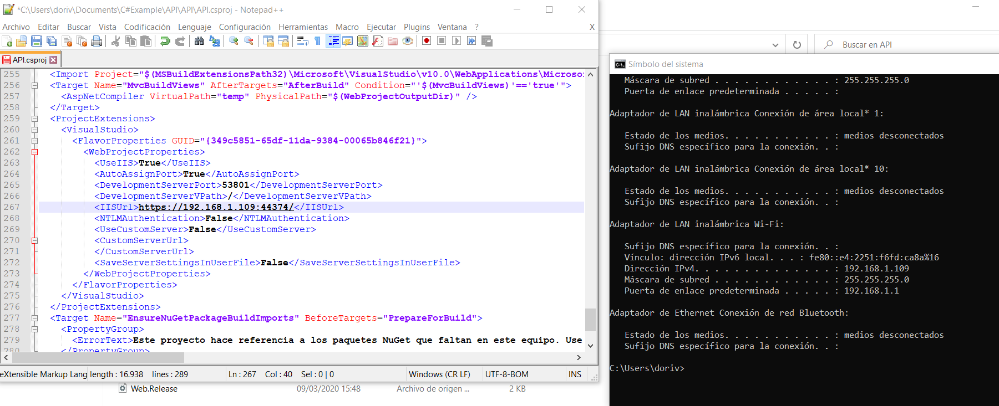 *C:\Users\doriv\Documents\C#Example\API\API\API.csproj - Notepad++
Archivo Editar Buscar Vista Codificación Lenguaje Configuración Herramientas Macro Ejecutar Plugins Ventana ? X
API.csproj
255 <Import Project="$(MSBuildExtensionsPath32)\Microsoft\VisualStudio\v10.0\WebApplications\Microso
256 <Target Name="MvcBuildViews" AfterTargets="AfterBuild" Condition="'$(MvcBuildViews)'=='true'">
257 <AspNetCompiler VirtualPath="temp" PhysicalPath="$(WebProjectOutputDir)" />
258 </Target>
259 <ProjectExtensions>
260 <VisualStudio>
261 <FlavorProperties GUID="{349c5851-65df-11da-9384-00065b846f21}">
262 <WebProjectProperties>
263 <UseIIS>True</UseIIS>
264 <AutoAssignPort>True</AutoAssignPort>
265 <DevelopmentServerPort>53801</DevelopmentServerPort>
266 <DevelopmentServerVPath>/</DevelopmentServerVPath>
267 <IISUrl>https://192.168.1.109:44374/</IISUrl>
268 <NTLMAuthentication>False</NTLMAuthentication>
269 <UseCustomServer>False</UseCustomServer>
270 <CustomServerUrl>
271 </CustomServerUrl>
272 <SaveServerSettingsInUserFile>False</SaveServerSettingsInUserFile>
273 </WebProjectProperties>
274 </FlavorProperties>
275 </VisualStudio>
276 </ProjectExtensions>
277 <Target Name="EnsureNuGetPackageBuildImports" BeforeTargets="PrepareForBuild">
278 <PropertyGroup>
279 <ErrorText>Este proyecto hace referencia a los paquetes NuGet que faltan en este equipo. Use
280 </PropertyGroup>
eXtensible Markup Lang length : 16.938 lines : 289 Ln : 267 Col : 40 Sel : 0 | 0 Windows (CR LF) UTF-8-BOM INS
Web.Release 09/03/2020 15:48 Archivo de origen ... 2 KB
Buscar en API
Símbolo del sistema
Máscara de subred . . . . . . . . . . . . : 255.255.255.0
Puerta de enlace predeterminada . . . . . :
Adaptador de LAN inalámbrica Conexión de área local* 1:
Estado de los medios. . . . . . . . . . . : medios desconectados
Sufijo DNS específico para la conexión. . :
Adaptador de LAN inalámbrica Conexión de área local* 10:
Estado de los medios. . . . . . . . . . . : medios desconectados
Sufijo DNS específico para la conexión. . :
Adaptador de LAN inalámbrica Wi-Fi:
Sufijo DNS específico para la conexión. . :
Vínculo: dirección IPv6 local. . . : fe80::e4:2251:f6fd:ca8a%16
Dirección IPv4. . . . . . . . . . . . . . : 192.168.1.109
Máscara de subred . . . . . . . . . . . . : 255.255.255.0
Puerta de enlace predeterminada . . . . . : 192.168.1.1
Adaptador de Ethernet Conexión de red Bluetooth:
Estado de los medios. . . . . . . . . . . : medios desconectados
Sufijo DNS específico para la conexión. . :
C:\Users\doriv>